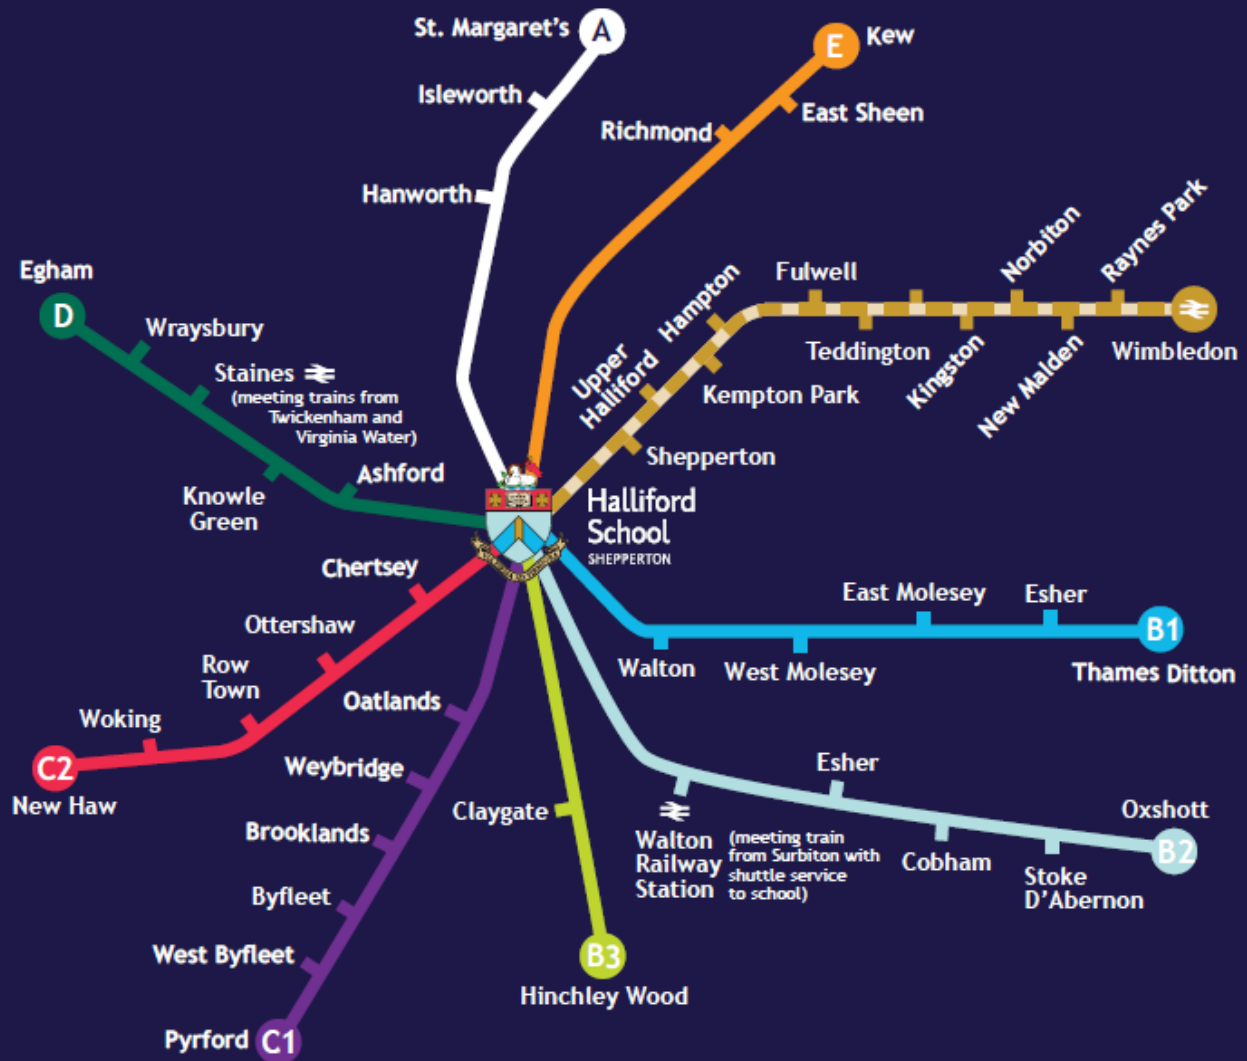 St. Margaret's
A
E
Kew
Isleworth
East Sheen
Richmond
Hanworth
Egham
D
Wraysbury
Staines
(meeting trains from
Twickenham and
Virginia Water)
Knowle
Green
Ashford
Upper
Halliford
Hampton
Fulwell
Norbiton
Raynes Park
Teddington
Kingston
New Malden
Wimbledon
Kempton Park
Shepperton
Halliford
School
SHEPPERTON
Chertsey
Ottershaw
Row
Town
Woking
C2
New Haw
East Molesey
Esher
B1
Walton
West Molesey
Thames Ditton
Oatlands
Weybridge
Brooklands
Byfleet
West Byfleet
Pyrford
C1
Claygate
B3
Hinchley Wood
Esher
Oxshott
B2
Walton
Railway
Station
(meeting train
from Surbiton with
shuttle service
to school)
Cobham
Stoke
D'Abernon